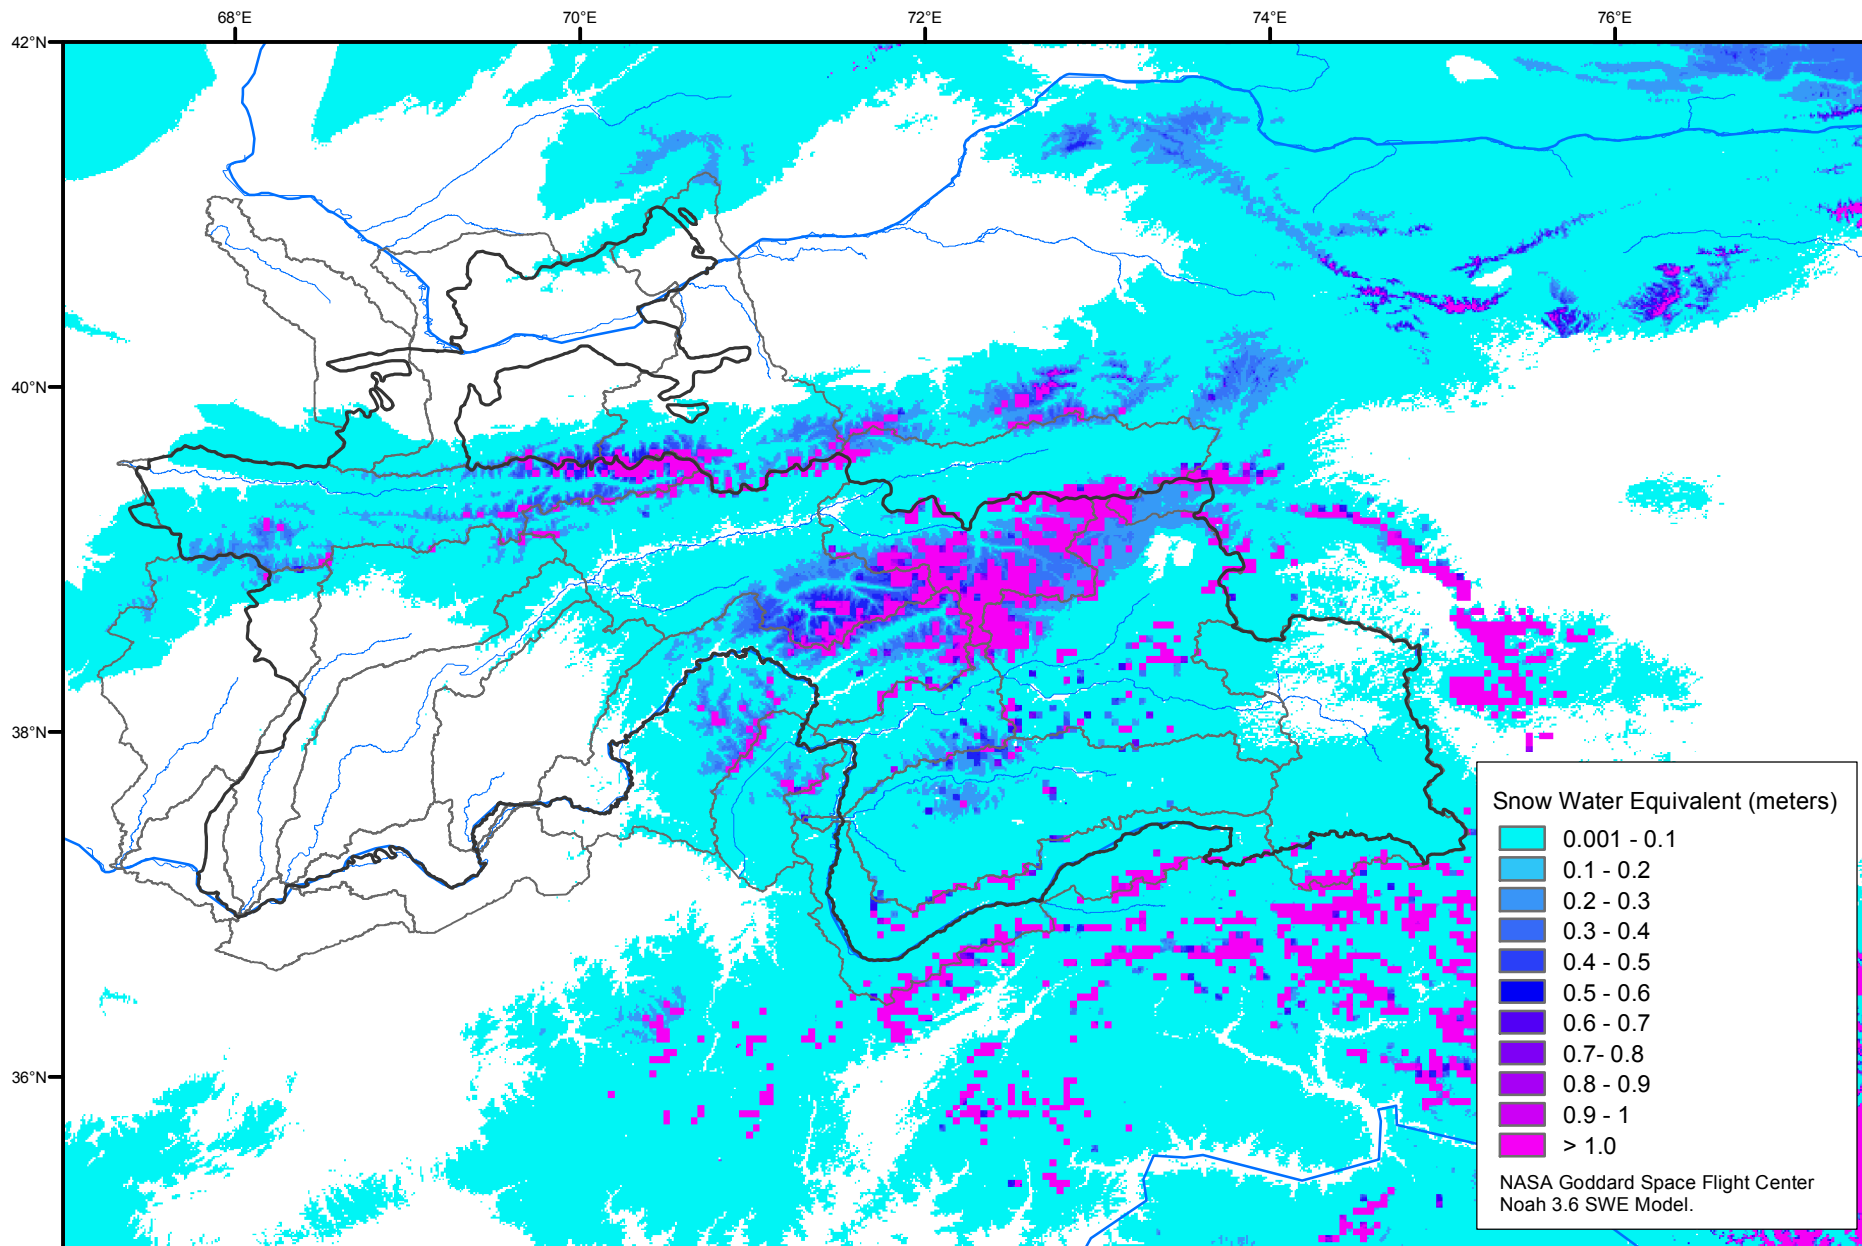 68°E 70°E 72°E 74°E 76°E
42°N
40°N
38°N
36°N
Snow Water Equivalent (meters)
0.001 - 0.1
0.1 - 0.2
0.2 - 0.3
0.3 - 0.4
0.4 - 0.5
0.5 - 0.6
0.6 - 0.7
0.7- 0.8
0.8 - 0.9
0.9 - 1
> 1.0
NASA Goddard Space Flight Center
Noah 3.6 SWE Model.